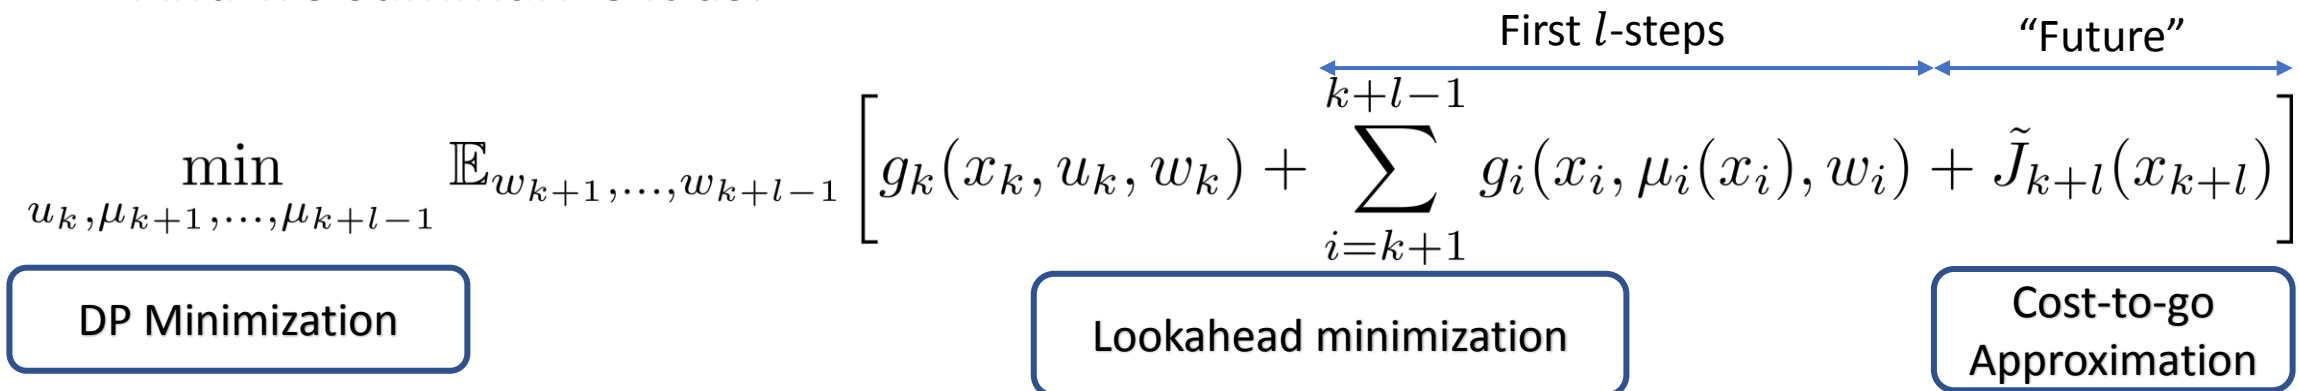 First l-steps “Future”
min_{u_k,μ_{k+1},...,μ_{k+l-1}} 𝔼_{w_{k+1},...,w_{k+l-1}} [g_k(x_k, u_k, w_k) + ∑_{i=k+1}^{k+l-1} g_i(x_i, μ_i(x_i), w_i) + J̃_{k+l}(x_{k+l})]
DP Minimization
Lookahead minimization
Cost-to-go
Approximation